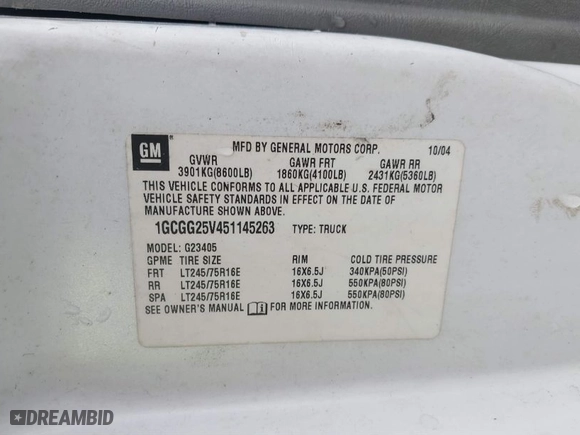 GM
MFD BY GENERAL MOTORS CORP. 10/04
GVWR GAWR FRT GAWR RR
3901KG(8600LB) 1860KG(4100LB) 2431KG(5360LB)
THIS VEHICLE CONFORMS TO ALL APPLICABLE U.S. FEDERAL MOTOR
VEHICLE SAFETY STANDARDS IN EFFECT ON THE DATE OF
MANUFACTURE SHOWN ABOVE.
1GCGG25V451145263 TYPE: TRUCK
MODEL: G23405
GPME TIRE SIZE RIM COLD TIRE PRESSURE
FRT LT245/75R16E 16X6.5J 340KPA(50PSI)
RR LT245/75R16E 16X6.5J 550KPA(80PSI)
SPA LT245/75R16E 16X6.5J 550KPA(80PSI)
SEE OWNER'S MANUAL FOR MORE INFORMATION.
DREAMBID